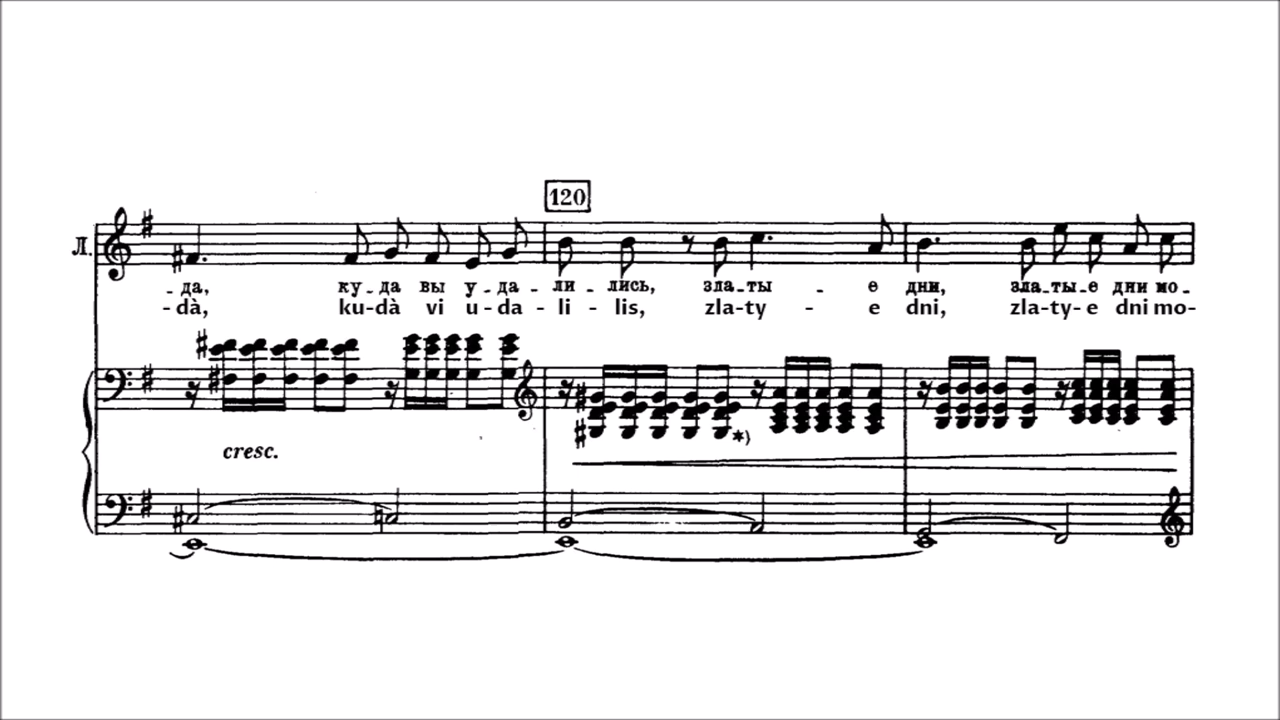 120
Л.
- да, ку - да вы у - да - ли - лись, зла - ты - е дни, зла - ты - е дни мо -
- dà, ku-dà vi u-da - li - lis, zla-ty - e dni, zla-ty- e dni mo-
cresc.
*)